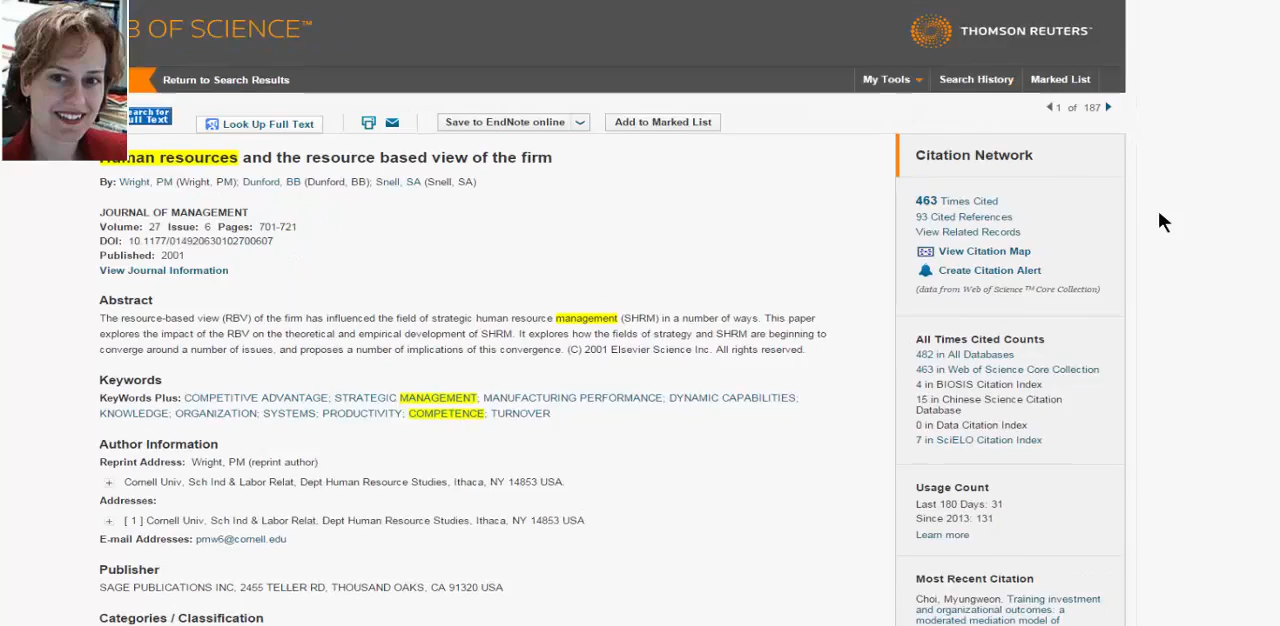 B OF SCIENCE™
THOMSON REUTERS™
Return to Search Results
My Tools
Search History
Marked List
1 of 187
earch for
ull Text
Look Up Full Text
Save to EndNote online
Add to Marked List
uman resources and the resource based view of the firm
By: Wright, PM (Wright, PM); Dunford, BB (Dunford, BB); Snell, SA (Snell, SA)
JOURNAL OF MANAGEMENT
Volume: 27 Issue: 6 Pages: 701-721
DOI: 10.1177/014920630102700607
Published: 2001
View Journal Information
Abstract
The resource-based view (RBV) of the firm has influenced the field of strategic human resource management (SHRM) in a number of ways. This paper
explores the impact of the RBV on the theoretical and empirical development of SHRM. It explores how the fields of strategy and SHRM are beginning to
converge around a number of issues, and proposes a number of implications of this convergence. (C) 2001 Elsevier Science Inc. All rights reserved.
Keywords
KeyWords Plus: COMPETITIVE ADVANTAGE; STRATEGIC MANAGEMENT; MANUFACTURING PERFORMANCE; DYNAMIC CAPABILITIES;
KNOWLEDGE; ORGANIZATION; SYSTEMS; PRODUCTIVITY; COMPETENCE; TURNOVER
Author Information
Reprint Address: Wright, PM (reprint author)
Cornell Univ, Sch Ind & Labor Relat, Dept Human Resource Studies, Ithaca, NY 14853 USA.
Addresses:
[ 1 ] Cornell Univ, Sch Ind & Labor Relat, Dept Human Resource Studies, Ithaca, NY 14853 USA
E-mail Addresses: pmw6@cornell.edu
Publisher
SAGE PUBLICATIONS INC, 2455 TELLER RD, THOUSAND OAKS, CA 91320 USA
Categories / Classification
Citation Network
463 Times Cited
93 Cited References
View Related Records
View Citation Map
Create Citation Alert
(data from Web of Science™ Core Collection)
All Times Cited Counts
482 in All Databases
463 in Web of Science Core Collection
4 in BIOSIS Citation Index
15 in Chinese Science Citation
Database
0 in Data Citation Index
7 in SciELO Citation Index
Usage Count
Last 180 Days: 31
Since 2013: 131
Learn more
Most Recent Citation
Choi, Myungweon. Training investment
and organizational outcomes: a
moderated mediation model of